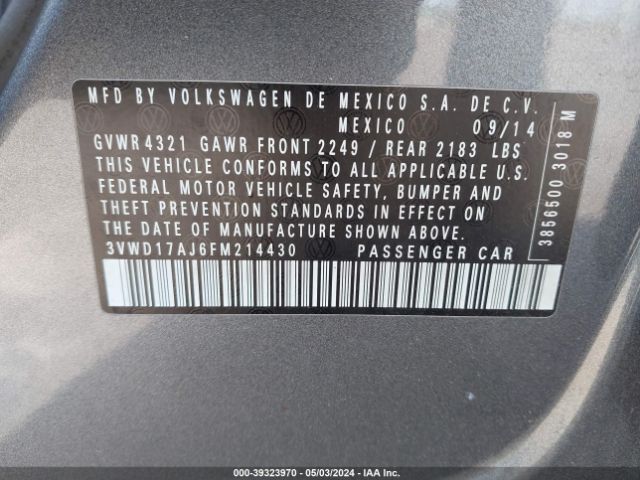 MFD BY VOLKSWAGEN DE MEXICO S.A. DE C.V.
MEXICO 09/14
GVWR 4321 GAWR FRONT 2249 / REAR 2183 LBS
THIS VEHICLE CONFORMS TO ALL APPLICABLE U.S.
FEDERAL MOTOR VEHICLE SAFETY, BUMPER AND
THEFT PREVENTION STANDARDS IN EFFECT ON
THE DATE OF MANUFACTURE SHOWN ABOVE.
3VWD17AJ6FM214430 PASSENGER CAR
3856500 3018 M
000-39323970 - 05/03/2024 - IAA Inc.